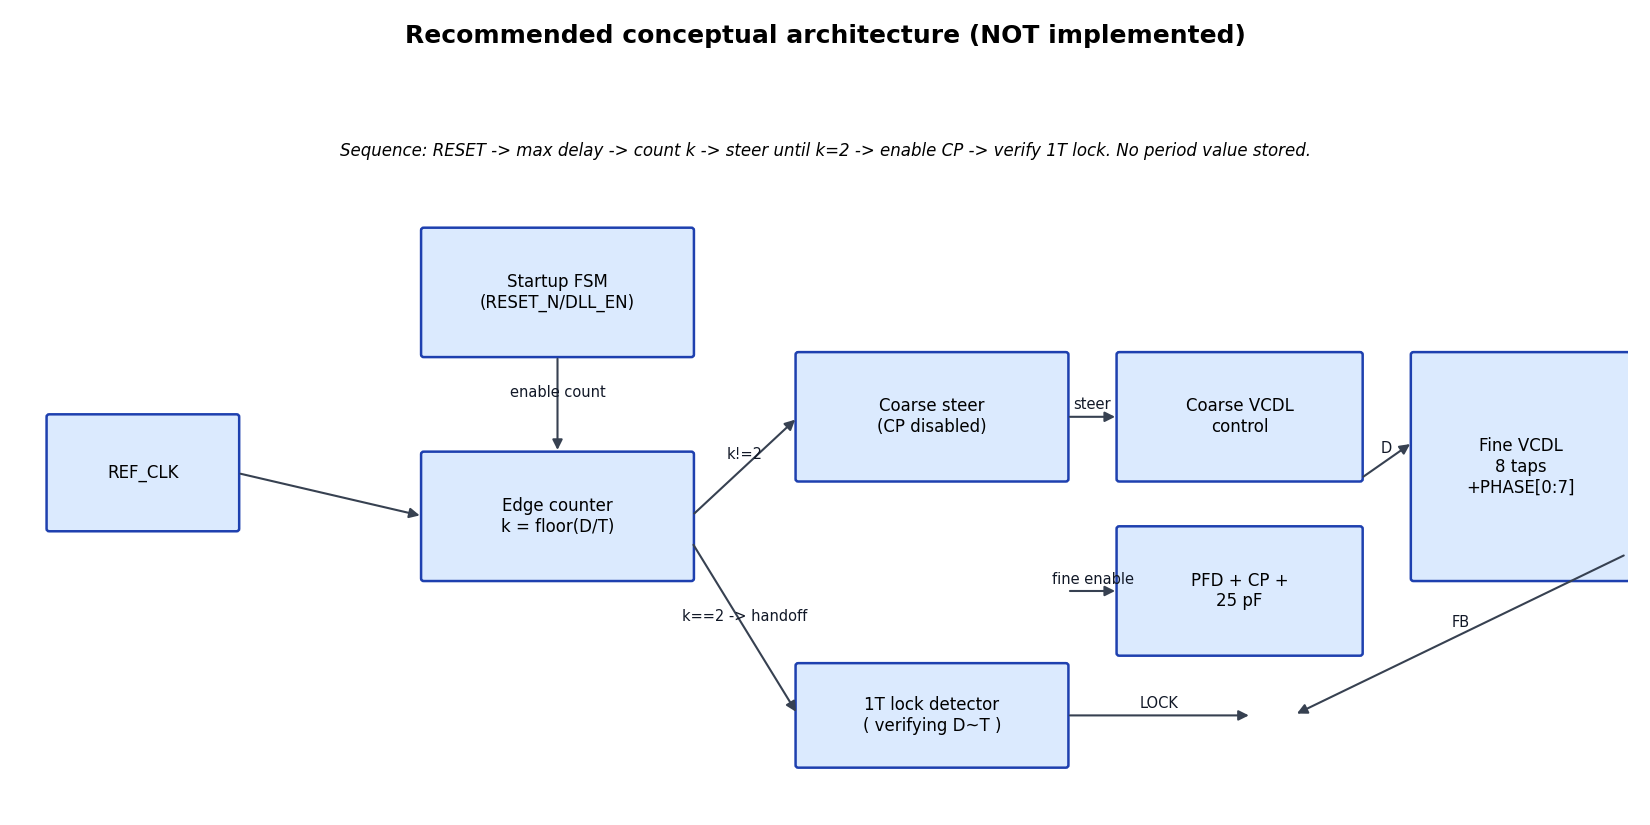 Recommended conceptual architecture (NOT implemented)
Sequence: RESET -> max delay -> count k -> steer until k=2 -> enable CP -> verify 1T lock. No period value stored.
Startup FSM
(RESET_N/DLL_EN)
enable count
REF_CLK
Edge counter
k = floor(D/T)
k!=2
k==2 -> handoff
Coarse steer
(CP disabled)
steer
Coarse VCDL
control
D
Fine VCDL
8 taps
+PHASE[0:7]
fine enable
PFD + CP +
25 pF
FB
1T lock detector
( verifying D~T )
LOCK